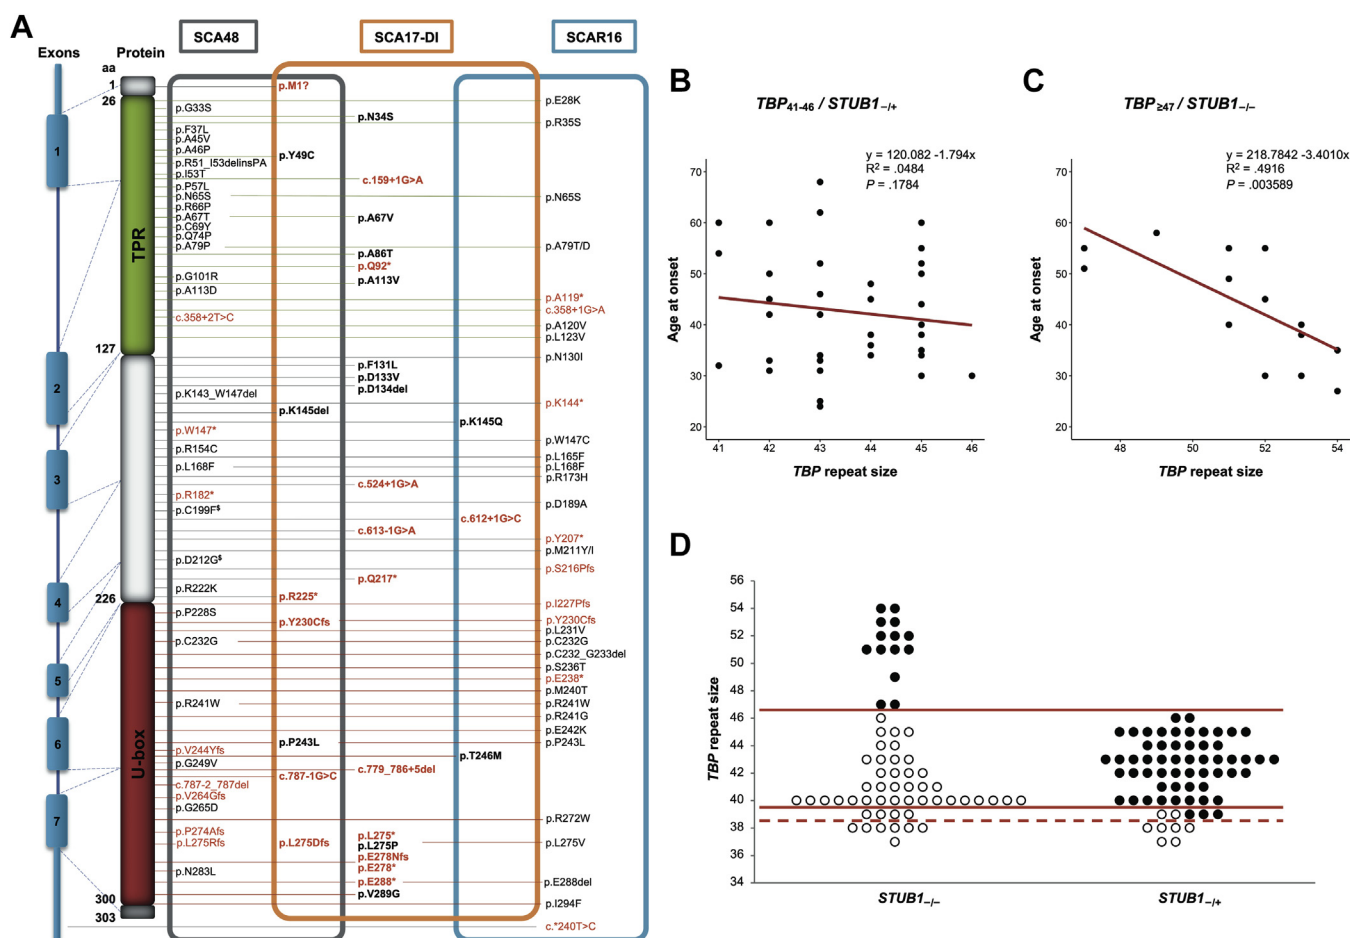 A
SCA48
SCA17-DI
SCAR16
Exons
Protein
aa
1
26
127
226
300
303
TPR
U-box
1
2
3
4
5
6
7
p.G33S
p.F37L
p.A45V
p.A46P
p.R51_I53delinsPA
p.I53T
p.P57L
p.N65S
p.R66P
p.A67T
p.C69Y
p.Q74P
p.A79P
p.G101R
p.A113D
c.358+2T>C
p.K143_W147del
p.W147*
p.R154C
p.L168F
p.R182*
p.C199F$
p.D212G$
p.R222K
p.P228S
p.C232G
p.R241W
p.V244Yfs
p.G249V
c.787-2_787del
p.V264Gfs
p.G265D
p.P274Afs
p.L275Rfs
p.N283L
p.M1?
p.Y49C
p.K145del
p.R225*
p.Y230Cfs
p.P243L
c.787-1G>C
p.L275Dfs
p.N34S
c.159+1G>A
p.A67V
p.A86T
p.Q92*
p.A113V
p.F131L
p.D133V
p.D134del
c.524+1G>A
c.613-1G>A
p.Q217*
c.779_786+5del
p.L275*
p.L275P
p.E278Nfs
p.E278*
p.E288*
p.V289G
p.K145Q
c.612+1G>C
p.T246M
p.E28K
p.R35S
p.N65S
p.A79T/D
p.A119*
c.358+1G>A
p.A120V
p.L123V
p.N130I
p.K144*
p.W147C
p.L165F
p.L168F
p.R173H
p.D189A
p.Y207*
p.M211Y/I
p.S216Pfs
p.I227Pfs
p.Y230Cfs
p.L231V
p.C232G
p.C232_G233del
p.S236T
p.E238*
p.M240T
p.R241W
p.R241G
p.E242K
p.P243L
p.R272W
p.L275V
p.E288del
p.I294F
c.*240T>C
B
TBP41-46 / STUB1−/+
y = 120.082 -1.794x
R² = .0484
P = .1784
Age at onset
70
60
50
40
30
20
41 42 43 44 45 46
TBP repeat size
C
TBP≥47 / STUB1−/−
y = 218.7842 -3.4010x
R² = .4916
P = .003589
Age at onset
70
60
50
40
30
20
48 50 52 54
TBP repeat size
D
TBP repeat size
56
54
52
50
48
46
44
42
40
38
36
34
STUB1−/−
STUB1−/+